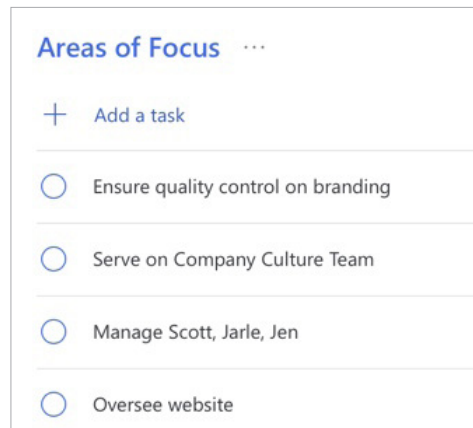 Areas of Focus ...
Add a task
Ensure quality control on branding
Serve on Company Culture Team
Manage Scott, Jarle, Jen
Oversee website